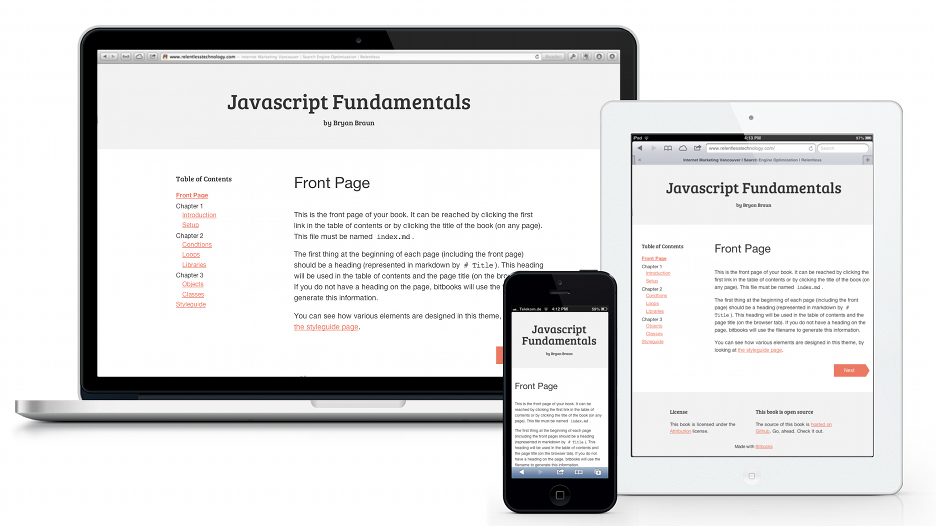 www.relentlesstechnology.com – Internet Marketing Vancouver | Search Engine Optimization | Relentless
Javascript Fundamentals
by Bryan Braun
Table of Contents
Front Page
Chapter 1
Introduction
Setup
Chapter 2
Condtions
Loops
Libraries
Chapter 3
Objects
Classes
Styleguide
Front Page
This is the front page of your book. It can be reached by clicking the first
link in the table of contents or by clicking the title of the book (on any page).
This file must be named index.md.
The first thing at the beginning of each page (including the front page)
should be a heading (represented in markdown by # Title). This heading
will be used in the table of contents and the page title (on the browser tab).
If you do not have a heading on the page, bitbooks will use the
generate this information.
You can see how various elements are designed in this theme,
the styleguide page.
Telekom.de 4:12 PM 59%
Javascript
Fundamentals
by Bryan Braun
Front Page
This is the front page of your book. It can be
reached by clicking the first link in the table of
contents or by clicking the title of the book (on any
page). This file must be named index.md.
The first thing at the beginning of each page
(including the front page) should be a heading
(represented in markdown by # Title). This
heading will be used in the table of contents and
the page title (on the browser tab). If you do not
have a heading on the page, bitbooks will use the
filename to generate this information.
iPad 4:13 PM 97%
www.relentlesstechnology.com/ Search
Internet Marketing Vancouver | Search Engine Optimization | Relentless
Javascript Fundamentals
by Bryan Braun
Table of Contents
Front Page
Chapter 1
Introduction
Setup
Chapter 2
Condtions
Loops
Libraries
Chapter 3
Objects
Classes
Styleguide
Front Page
This is the front page of your book. It can be reached by clicking the
first link in the table of contents or by clicking the title of the book (on
any page). This file must be named index.md.
The first thing at the beginning of each page (including the front
page) should be a heading (represented in markdown by #
Title). This heading will be used in the table of contents and the
page title (on the browser tab). If you do not have a heading on the
page, bitbooks will use the filename to generate this information.
You can see how various elements are designed in this theme, by
looking at the styleguide page.
Next
License
This book is licensed under the
Attribution license.
This book is open source
The source of this book is hosted on
Github. Go, ahead. Check it out.
Made with Bitbooks